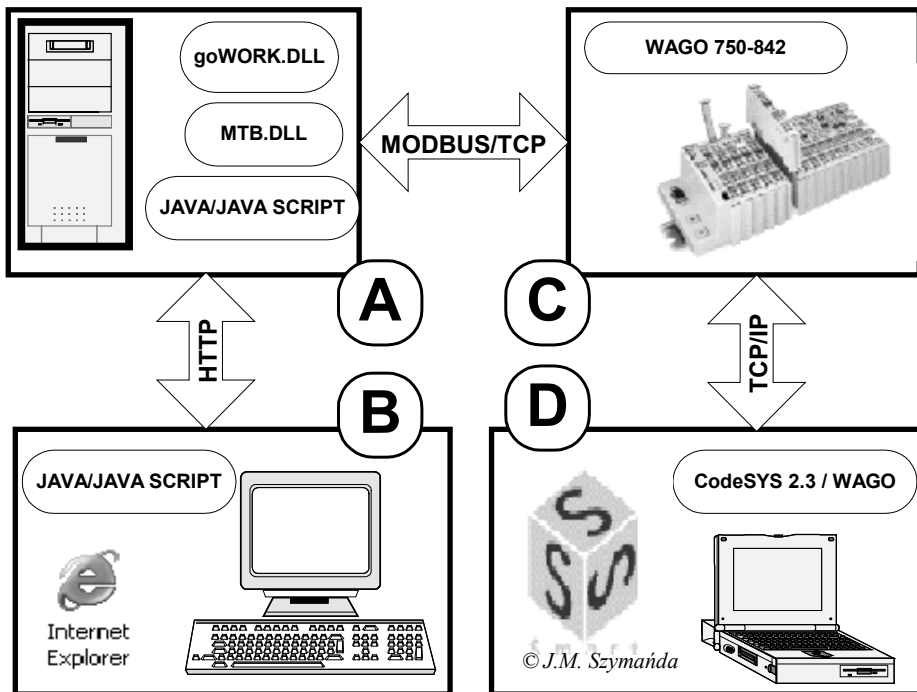 goWORK.DLL
MTB.DLL
JAVA/JAVA SCRIPT
MODBUS/TCP
WAGO 750-842
A
C
HTTP
TCP/IP
B
D
JAVA/JAVA SCRIPT
Internet
Explorer
CodeSYS 2.3 / WAGO
S
S
S
Smart
© J.M. Szymańda